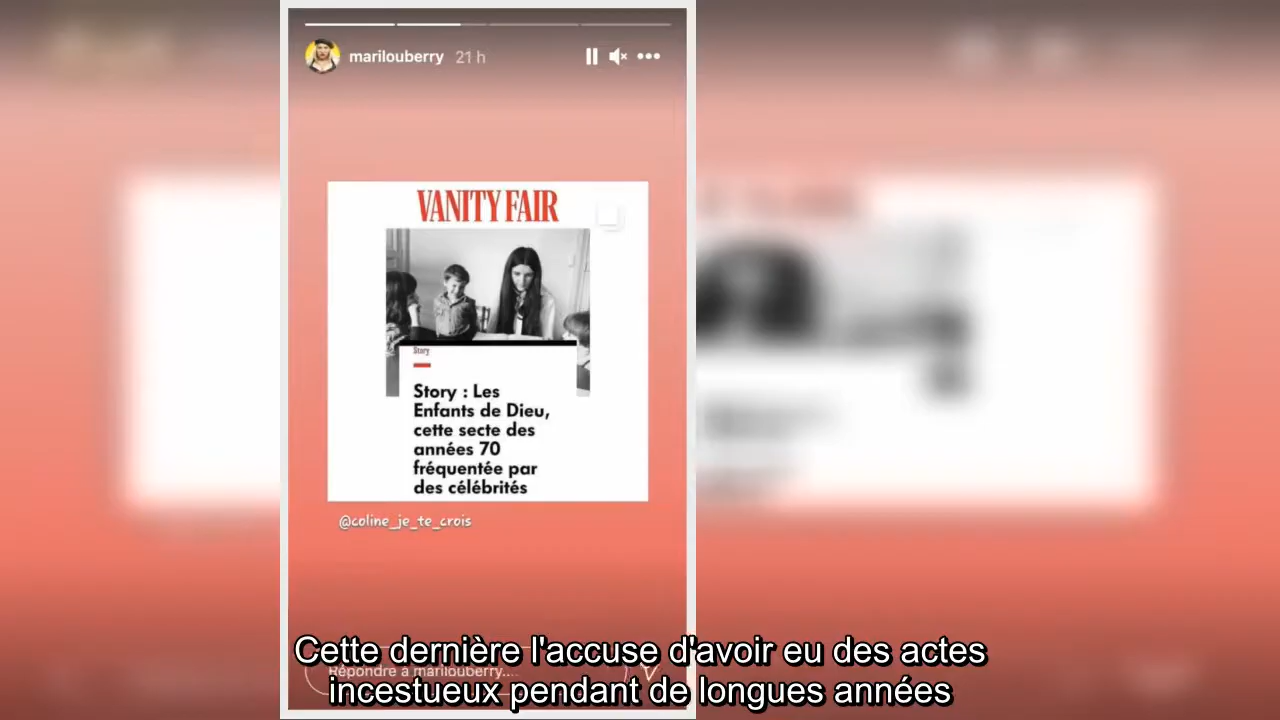 marilouberry 21 h
VANITY FAIR
Story
Story : Les
Enfants de Dieu,
cette secte des
années 70
fréquentée par
des célébrités
@coline_je_te_crois
Cette dernière l'accuse d'avoir eu des actes
Répondre à marilouberry...
incestueux pendant de longues années